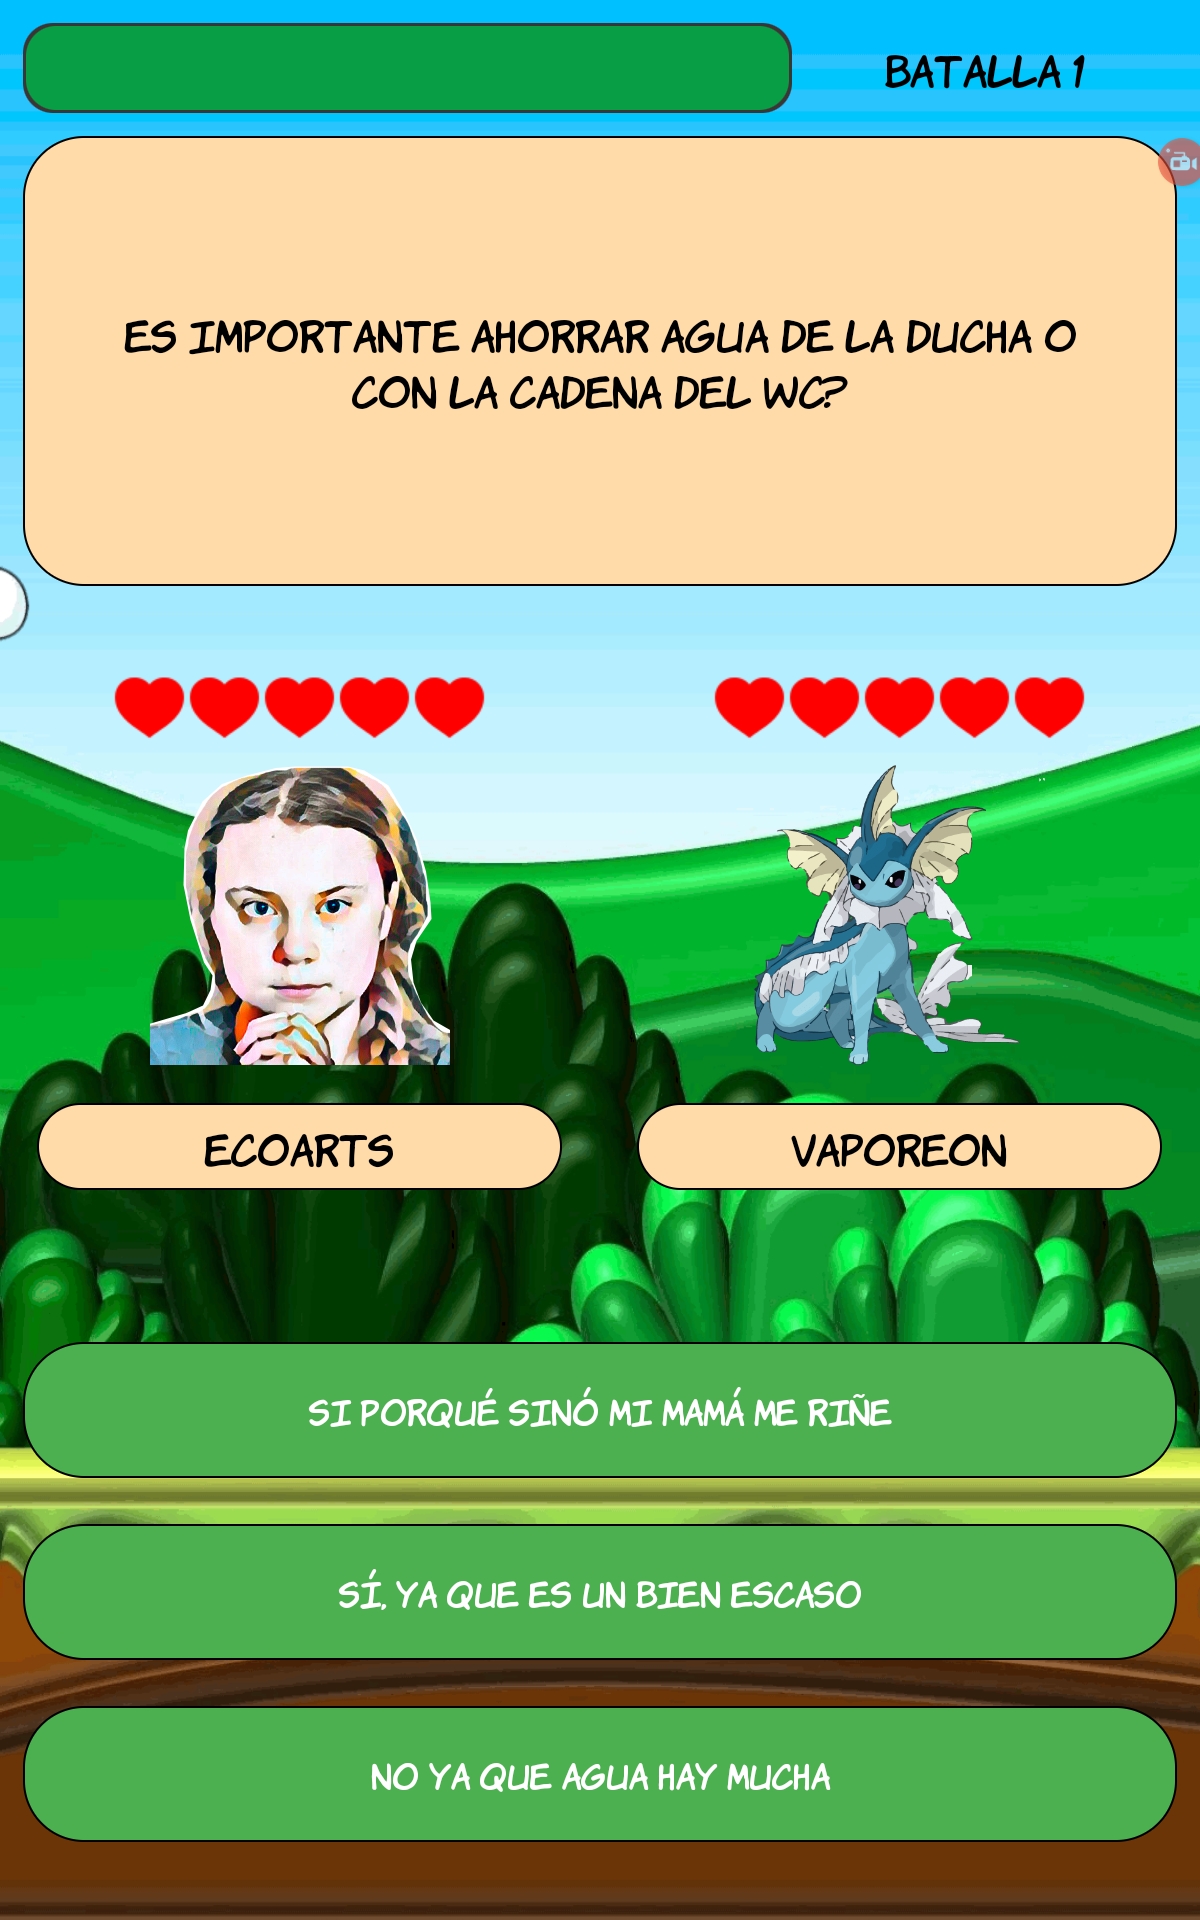 BATALLA 1
ES IMPORTANTE AHORRAR AGUA DE LA DUCHA O
CON LA CADENA DEL WC?
ECOARTS
VAPOREON
SI PORQUÉ SINÓ MI MAMÁ ME RIÑE
SÍ, YA QUE ES UN BIEN ESCASO
NO YA QUE AGUA HAY MUCHA